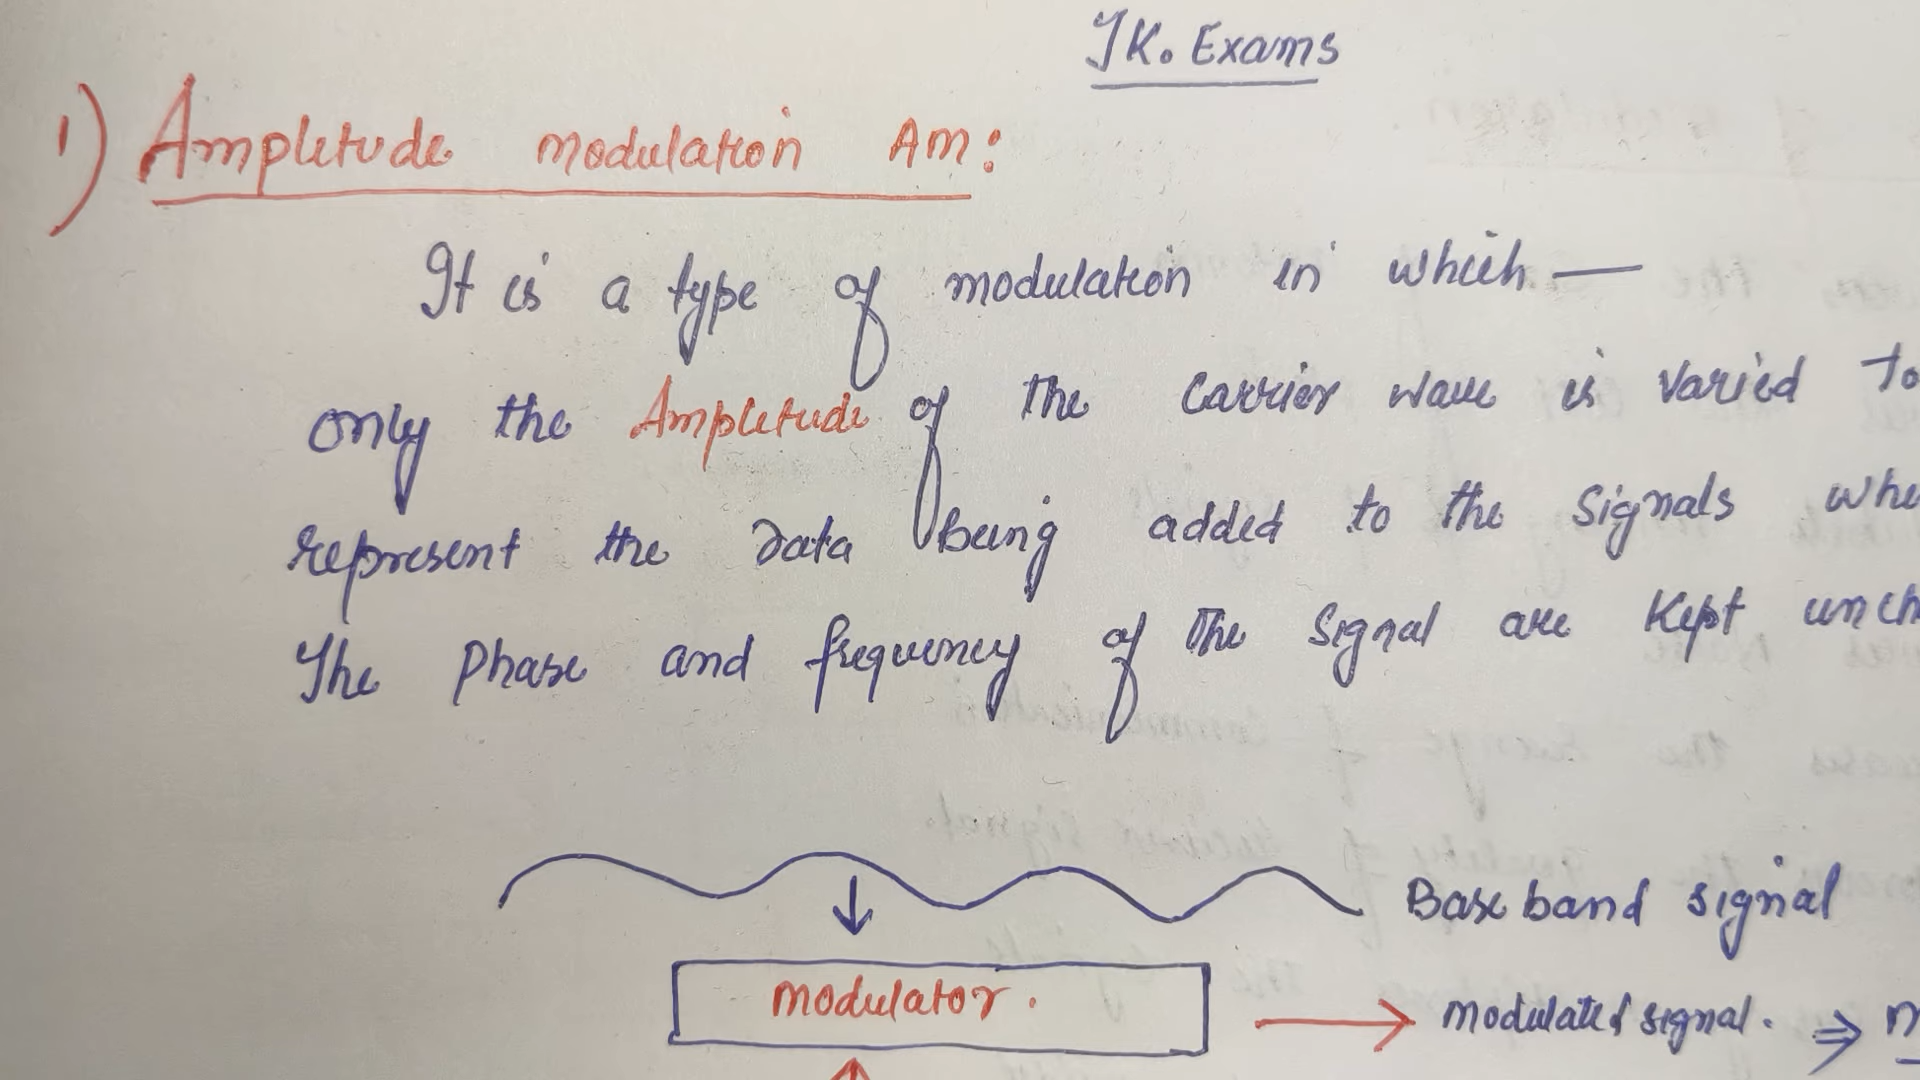 JK. Exams
1) Ampletude modulation AM:
It is a type of modulation in which —
only the Ampletude of the carrier wave is varied to
represent the data being added to the signals whe
The phase and frequency of the signal are kept unch
Base band signal
modulator.
modulated signal. ⇒